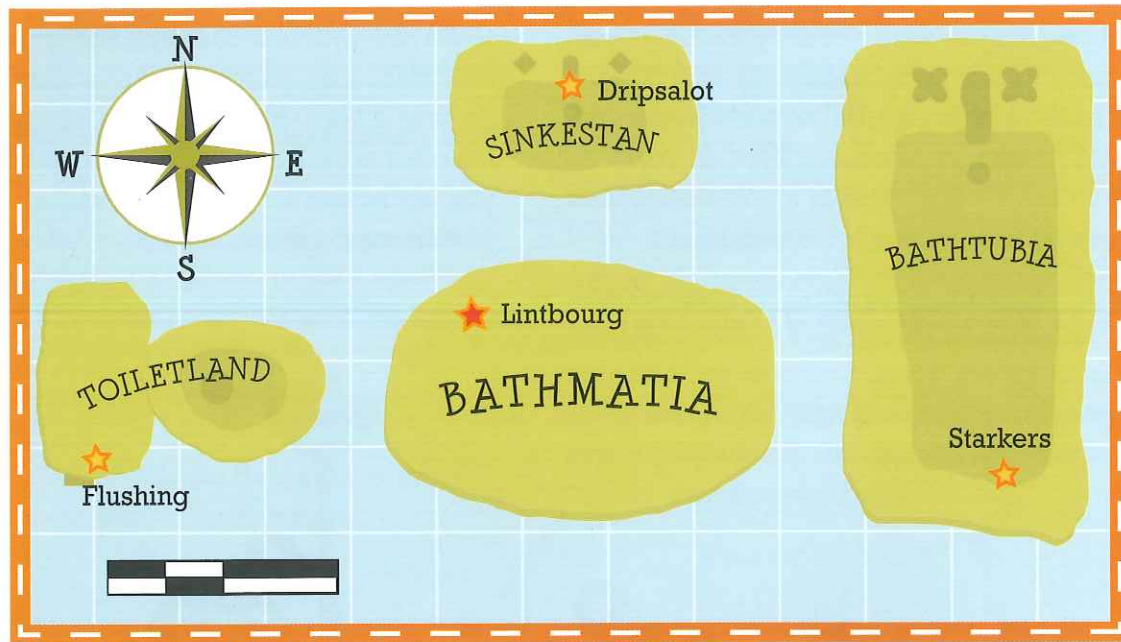 N
W
E
S
Dripsalot
SINKESTAN
BATHTUBIA
Lintbourg
TOILETLAND
BATHMATIA
Starkers
Flushing